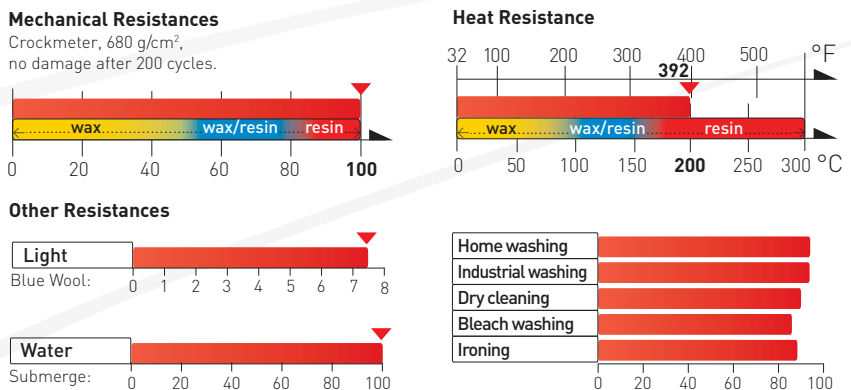 Mechanical Resistances
Crockmeter, 680 g/cm²,
no damage after 200 cycles.
wax wax/resin resin
0 20 40 60 80 100
Heat Resistance
32 100 200 300 400 500 °F
392
wax wax/resin resin
0 50 100 150 200 250 300 °C
Other Resistances
Light
Blue Wool: 0 1 2 3 4 5 6 7 8
Water
Submerge: 0 20 40 60 80 100
Home washing
Industrial washing
Dry cleaning
Bleach washing
Ironing
0 20 40 60 80 100